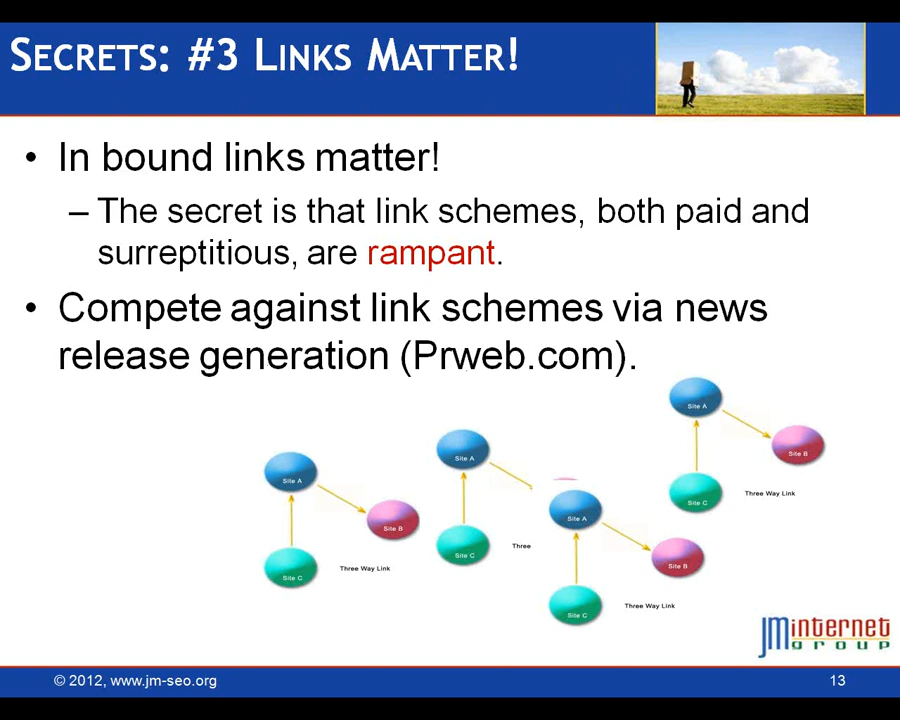 SECRETS: #3 LINKS MATTER!
• In bound links matter!
– The secret is that link schemes, both paid and
surreptitious, are rampant.
• Compete against link schemes via news
release generation (Prweb.com).
Site A
Site B
Site C
Three Way Link
Site A
Site C
Three
Site A
Site B
Site C
Three Way Link
Site A
Site B
Site C
Three Way Link
JMinternet
group
© 2012, www.jm-seo.org
13